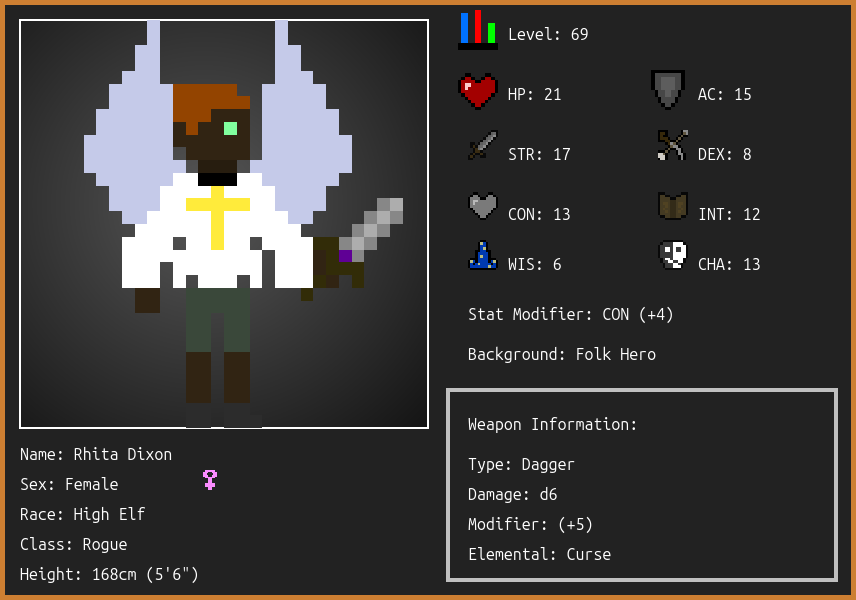 Level: 69
HP: 21
AC: 15
STR: 17
DEX: 8
CON: 13
INT: 12
WIS: 6
CHA: 13
Stat Modifier: CON (+4)
Background: Folk Hero
Weapon Information:
Type: Dagger
Damage: d6
Modifier: (+5)
Elemental: Curse
Name: Rhita Dixon
Sex: Female
Race: High Elf
Class: Rogue
Height: 168cm (5'6")